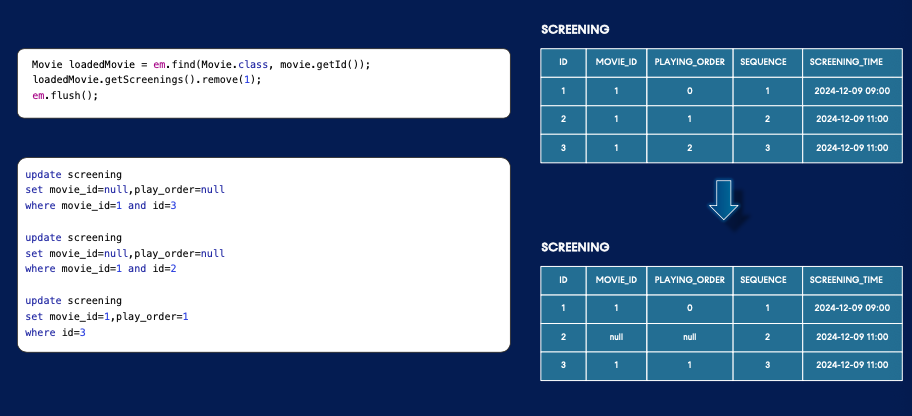 Movie loadedMovie = em.find(Movie.class, movie.getId());
loadedMovie.getScreenings().remove(1);
em.flush();
update screening
set movie_id=null,play_order=null
where movie_id=1 and id=3
update screening
set movie_id=null,play_order=null
where movie_id=1 and id=2
update screening
set movie_id=1,play_order=1
where id=3
SCREENING
ID MOVIE_ID PLAYING_ORDER SEQUENCE SCREENING_TIME
1 1 0 1 2024-12-09 09:00
2 1 1 2 2024-12-09 11:00
3 1 2 3 2024-12-09 11:00
SCREENING
ID MOVIE_ID PLAYING_ORDER SEQUENCE SCREENING_TIME
1 1 0 1 2024-12-09 09:00
2 null null 2 2024-12-09 11:00
3 1 1 3 2024-12-09 11:00